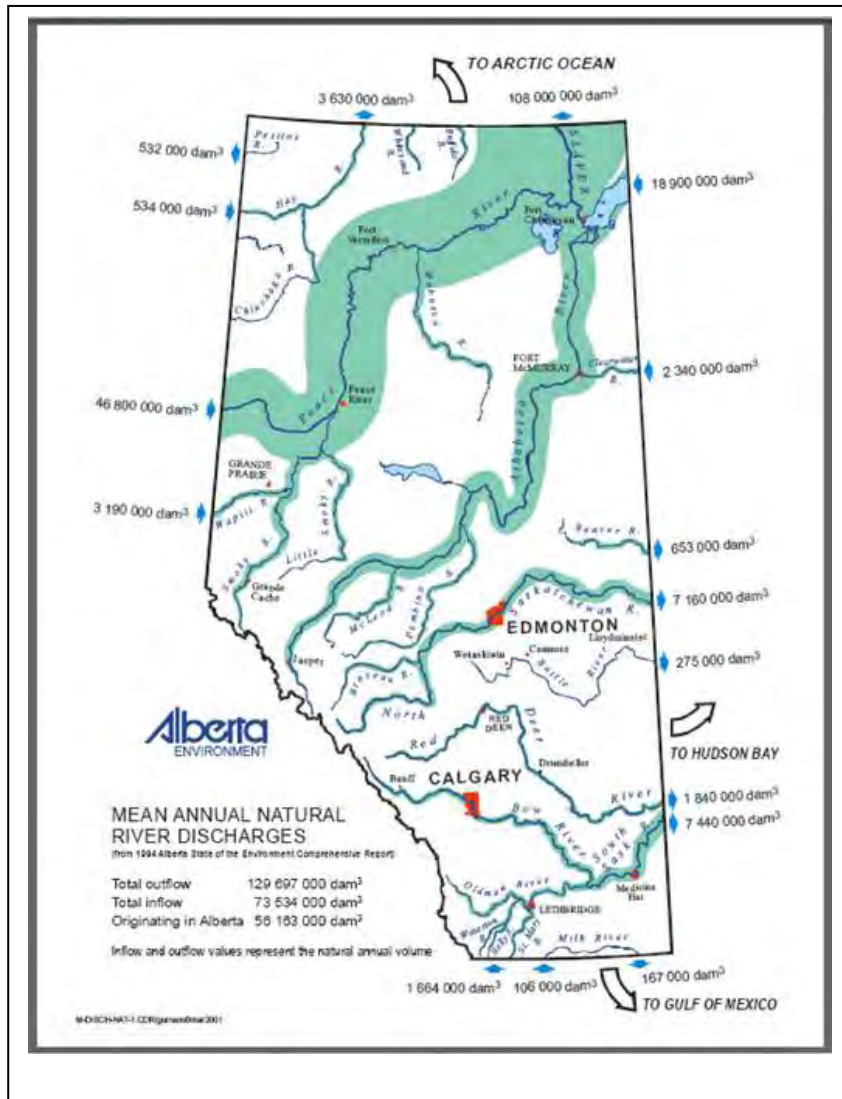 TO ARCTIC OCEAN
3 630 000 dam³
108 000 000 dam³
532 000 dam³
Petitot R.
Whitesand R.
Buffalo R.
SLAVE R.
18 900 000 dam³
534 000 dam³
Hay R.
River
Fort Chipewyan
Fort Vermilion
Chinchaga R.
Wabasca R.
River
FORT McMURRAY
Clearwater R.
2 340 000 dam³
46 800 000 dam³
Peace
Peace River
Athabasca
GRANDE PRAIRIE
3 190 000 dam³
Wapiti R.
Smoky R.
Little Smoky R.
Beaver R.
653 000 dam³
Grande Cache
McLeod R.
Pembina R.
7 160 000 dam³
Saskatchewan R.
EDMONTON
Lloydminster
Jasper
Wetaskiwin
Camrose
Battle River
275 000 dam³
Brazeau R.
North
Alberta
ENVIRONMENT
Red Deer River
RED DEER
TO HUDSON BAY
Drumheller
Banff
CALGARY
1 840 000 dam³
Bow River
South Sask. R.
7 440 000 dam³
MEAN ANNUAL NATURAL
RIVER DISCHARGES
(from 1994 Alberta State of the Environment Comprehensive Report)
Total outflow 129 697 000 dam³
Total inflow 73 534 000 dam³
Originating in Alberta 56 163 000 dam³
Inflow and outflow values represent the natural annual volume
Oldman River
Medicine Hat
LETHBRIDGE
St. Mary R.
Milk River
1 664 000 dam³
106 000 dam³
167 000 dam³
TO GULF OF MEXICO